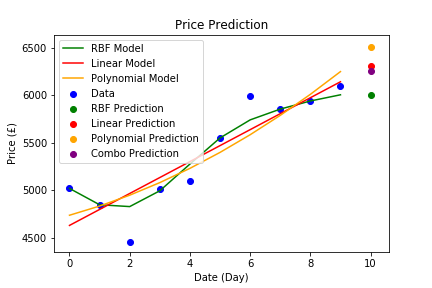 Price Prediction
Price (£)
6500
6000
5500
5000
4500
RBF Model
Linear Model
Polynomial Model
Data
RBF Prediction
Linear Prediction
Polynomial Prediction
Combo Prediction
0 2 4 6 8 10
Date (Day)